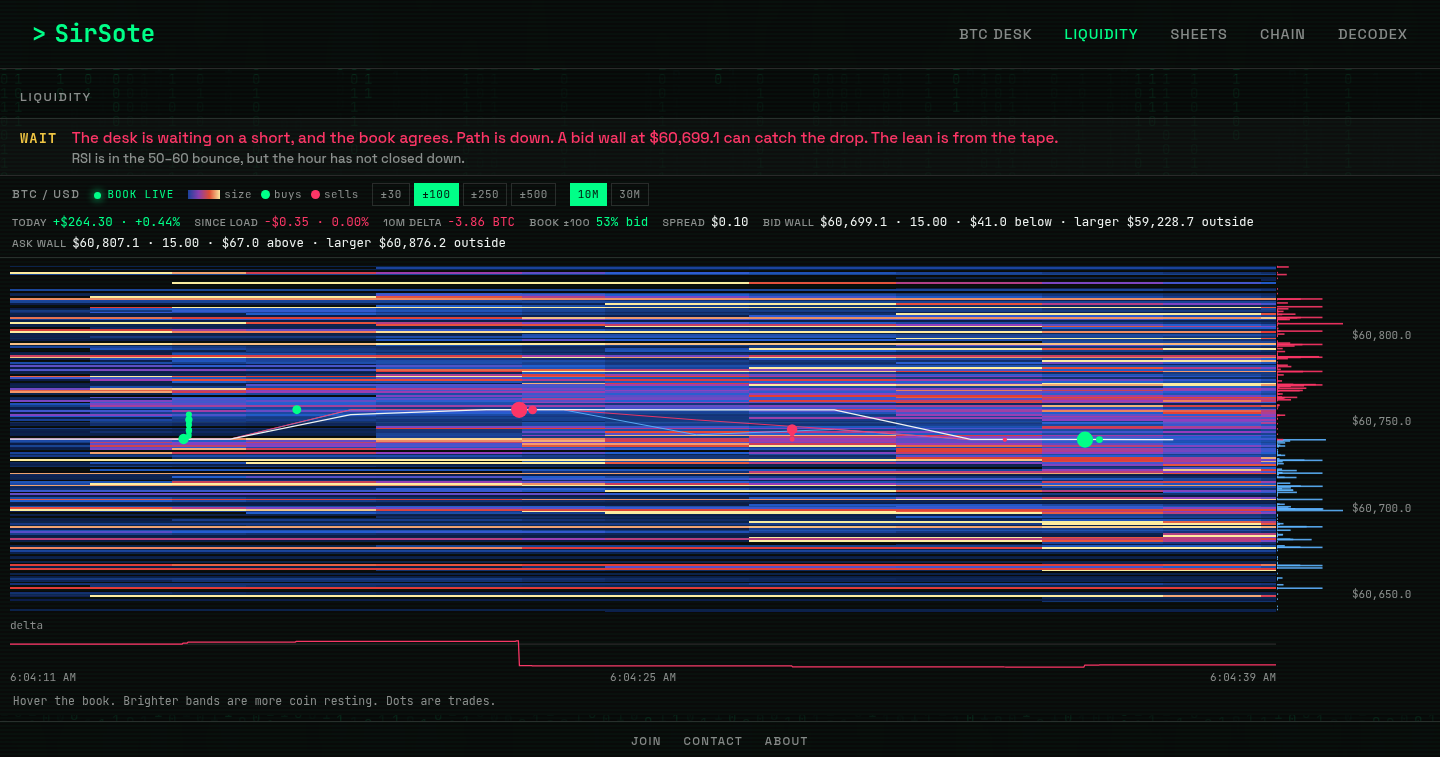 > SirSote
BTC DESK LIQUIDITY SHEETS CHAIN DECODEX
LIQUIDITY
WAIT The desk is waiting on a short, and the book agrees. Path is down. A bid wall at $60,699.1 can catch the drop. The lean is from the tape.
RSI is in the 50–60 bounce, but the hour has not closed down.
BTC / USD BOOK LIVE size buys sells ±30 ±100 ±250 ±500 10M 30M
TODAY +$264.30 · +0.44% SINCE LOAD -$0.35 · 0.00% 10M DELTA -3.86 BTC BOOK ±100 53% bid SPREAD $0.10 BID WALL $60,699.1 · 15.00 · $41.0 below · larger $59,228.7 outside
ASK WALL $60,807.1 · 15.00 · $67.0 above · larger $60,876.2 outside
$60,800.0
$60,750.0
$60,700.0
$60,650.0
delta
6:04:11 AM 6:04:25 AM 6:04:39 AM
Hover the book. Brighter bands are more coin resting. Dots are trades.
JOIN CONTACT ABOUT